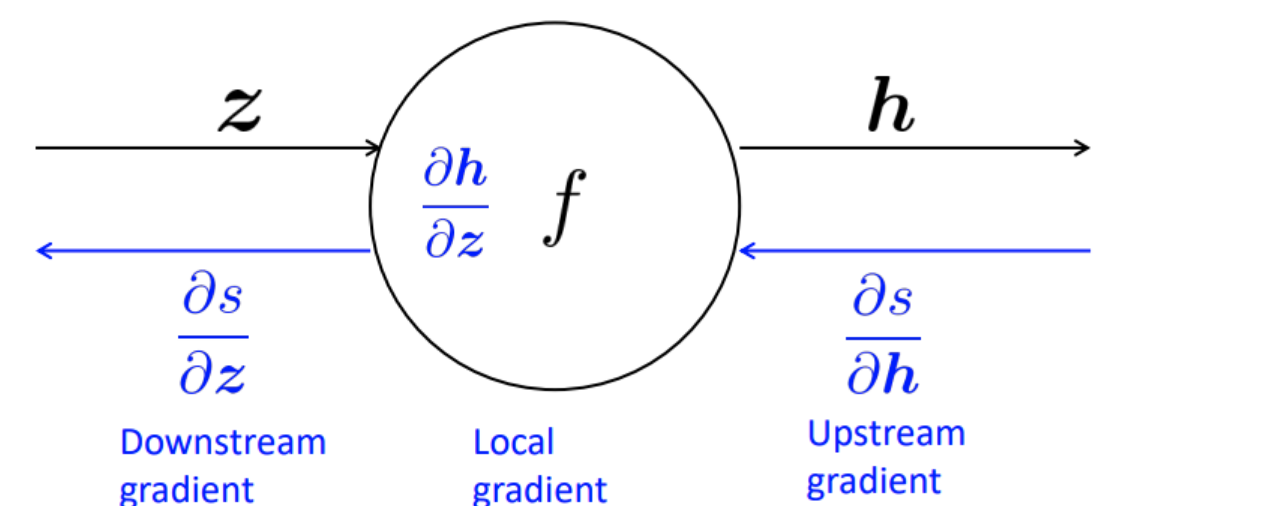 z
h
∂h/∂z
f
∂s/∂z
∂s/∂h
Downstream
gradient
Local
gradient
Upstream
gradient